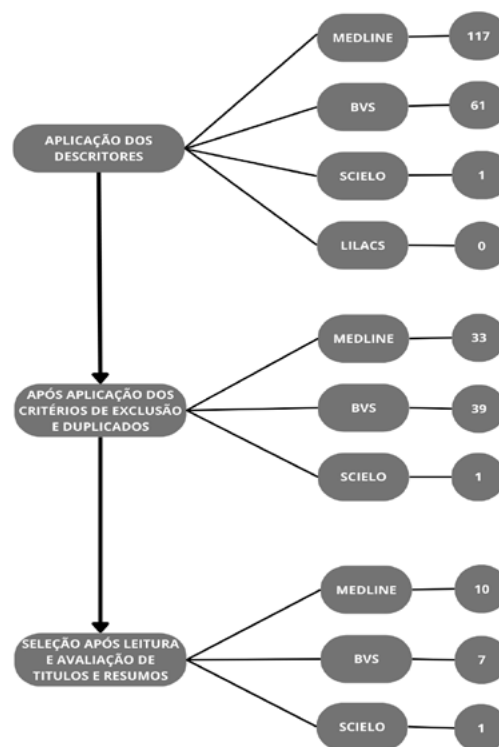 MEDLINE 117
BVS 61
APLICAÇÃO DOS
DESCRITORES
SCIELO 1
LILACS 0
MEDLINE 33
APÓS APLICAÇÃO DOS
CRITÉRIOS DE EXCLUSÃO
E DUPLICADOS
BVS 39
SCIELO 1
MEDLINE 10
SELEÇÃO APÓS LEITURA
E AVALIAÇÃO DE
TITULOS E RESUMOS
BVS 7
SCIELO 1